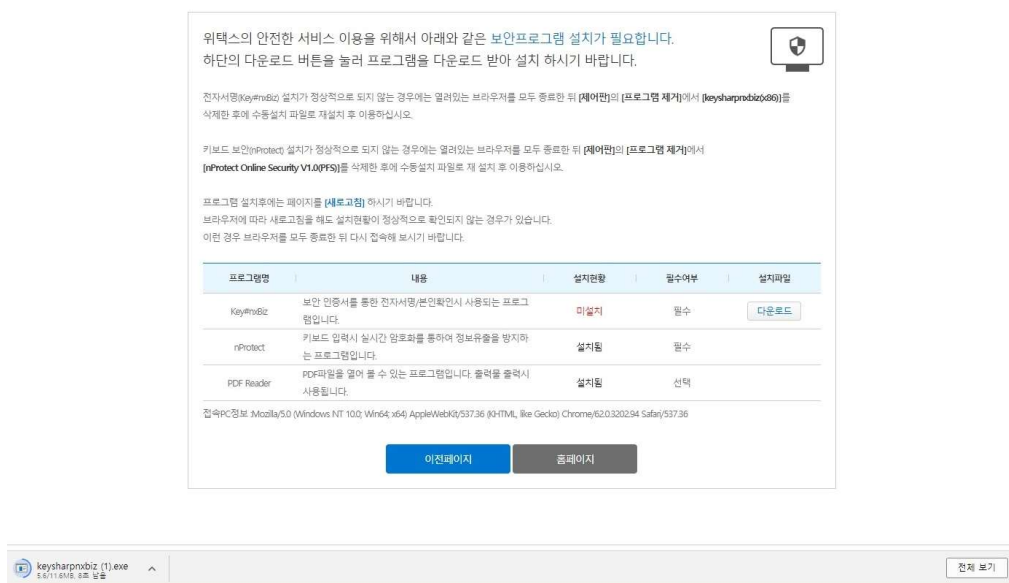 위택스의 안전한 서비스 이용을 위해서 아래와 같은 보안프로그램 설치가 필요합니다.
하단의 다운로드 버튼을 눌러 프로그램을 다운로드 받아 설치 하시기 바랍니다.
전자서명(Key#nxBiz) 설치가 정상적으로 되지 않는 경우에는 열려있는 브라우저를 모두 종료한 뒤 [제어판]의 [프로그램 제거]에서 [keysharpnxbiz(x86)]를
삭제한 후에 수동설치 파일로 재설치 후 이용하십시오.
키보드 보안(nProtect) 설치가 정상적으로 되지 않는 경우에는 열려있는 브라우저를 모두 종료한 뒤 [제어판]의 [프로그램 제거]에서
[nProtect Online Security V1.0(PFS)]를 삭제한 후에 수동설치 파일로 재 설치 후 이용하십시오.
프로그램 설치후에는 페이지를 [새로고침] 하시기 바랍니다.
브라우저에 따라 새로고침을 해도 설치현황이 정상적으로 확인되지 않는 경우가 있습니다.
이런 경우 브라우저를 모두 종료한 뒤 다시 접속해 보시기 바랍니다.
프로그램명 내용 설치현황 필수여부 설치파일
보안 인증서를 통한 전자서명/본인확인시 사용되는 프로그
Key#nxBiz 미설치 필수 다운로드
램입니다.
키보드 입력시 실시간 암호화를 통하여 정보유출을 방지하
nProtect 설치됨 필수
는 프로그램입니다.
PDF파일을 열어 볼 수 있는 프로그램입니다. 출력물 출력시
PDF Reader 설치됨 선택
사용됩니다.
접속PC정보 :Mozilla/5.0 (Windows NT 10.0; Win64; x64) AppleWebKit/537.36 (KHTML, like Gecko) Chrome/62.0.3202.94 Safari/537.36
이전페이지 홈페이지
keysharpnxbiz (1).exe
5.6/11.6MB, 8초 남음
전체 보기